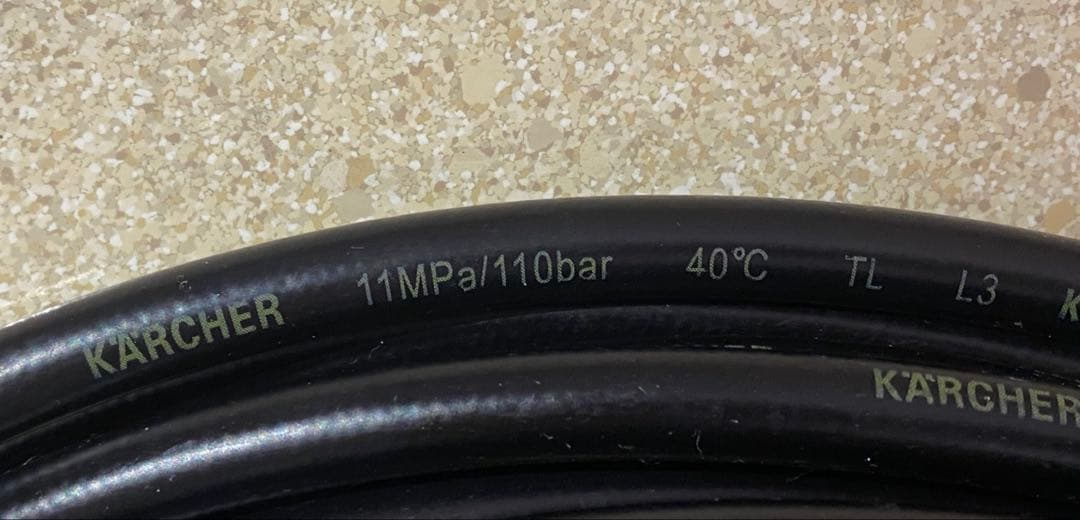 KÄRCHER 11MPa/110bar 40°C TL L3 K
KÄRCHER